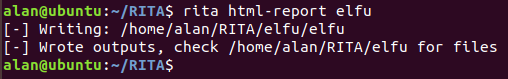 alan@ubuntu:~/RITA$ rita html-report elfu
[-] Writing: /home/alan/RITA/elfu/elfu
[-] Wrote outputs, check /home/alan/RITA/elfu for files
alan@ubuntu:~/RITA$